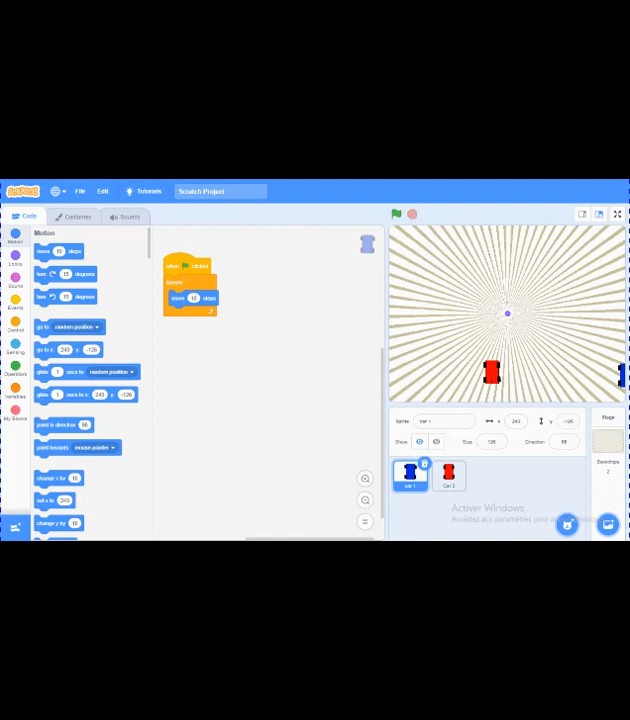 SCRATCH
File Edit Tutorials Scratch Project
Code Costumes Sounds
Motion
Looks
Sound
Events
Control
Sensing
Operators
Variables
My Blocks
Motion
move 10 steps
turn 15 degrees
turn 15 degrees
go to random position
go to x: 243 y: -126
glide 1 secs to random position
glide 1 secs to x: 243 y: -126
point in direction
point towards mouse-pointer
change x by 10
set x to 243
change y by 10
when clicked
forever
move 10 steps
Sprite car 1 x 243 y -126
Show Size Direction
car 1
Car 2
Stage
Backdrops
2
Activer Windows
Accédez aux paramètres pour